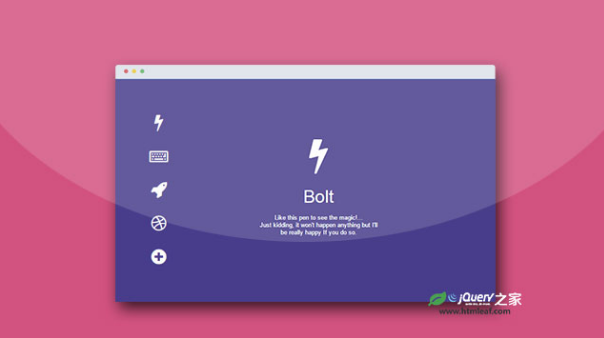 Bolt
Like this pen to see the magic!...
Just kidding, it won't happen anything but I'll
be really happy If you do so.
jQuery之家
www.htmleaf.com